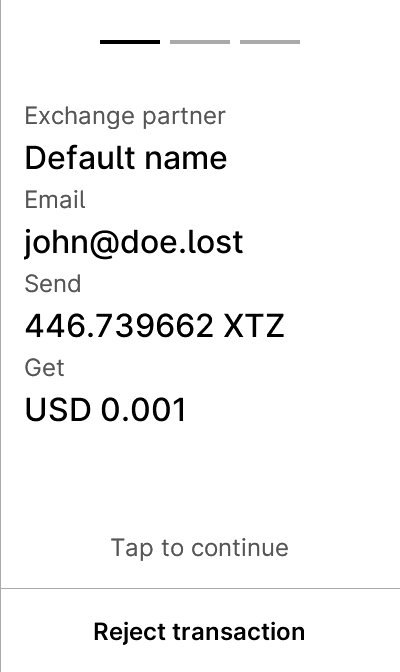 Exchange partner
Default name
Email
john@doe.lost
Send
446.739662 XTZ
Get
USD 0.001
Tap to continue
Reject transaction